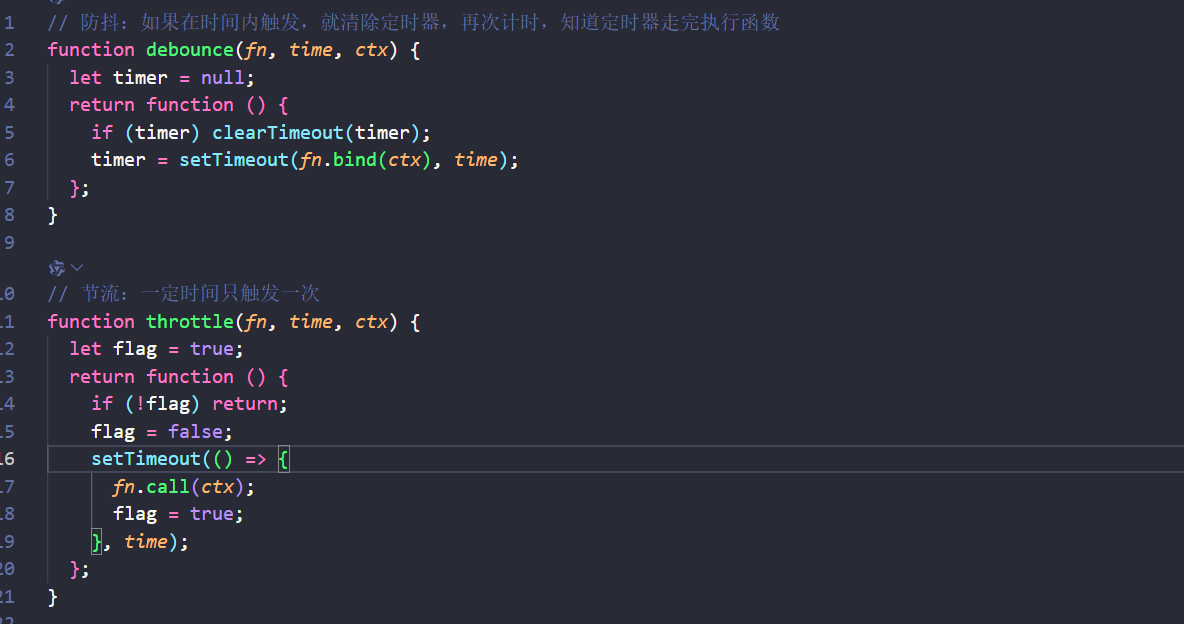 1 // 防抖：如果在时间内触发，就清除定时器，再次计时，知道定时器走完执行函数
2 function debounce(fn, time, ctx) {
3   let timer = null;
4   return function () {
5     if (timer) clearTimeout(timer);
6     timer = setTimeout(fn.bind(ctx), time);
7   };
8 }
9
10 // 节流：一定时间只触发一次
11 function throttle(fn, time, ctx) {
12   let flag = true;
13   return function () {
14     if (!flag) return;
15     flag = false;
16     setTimeout(() => {
17       fn.call(ctx);
18       flag = true;
19     }, time);
20   };
21 }
22